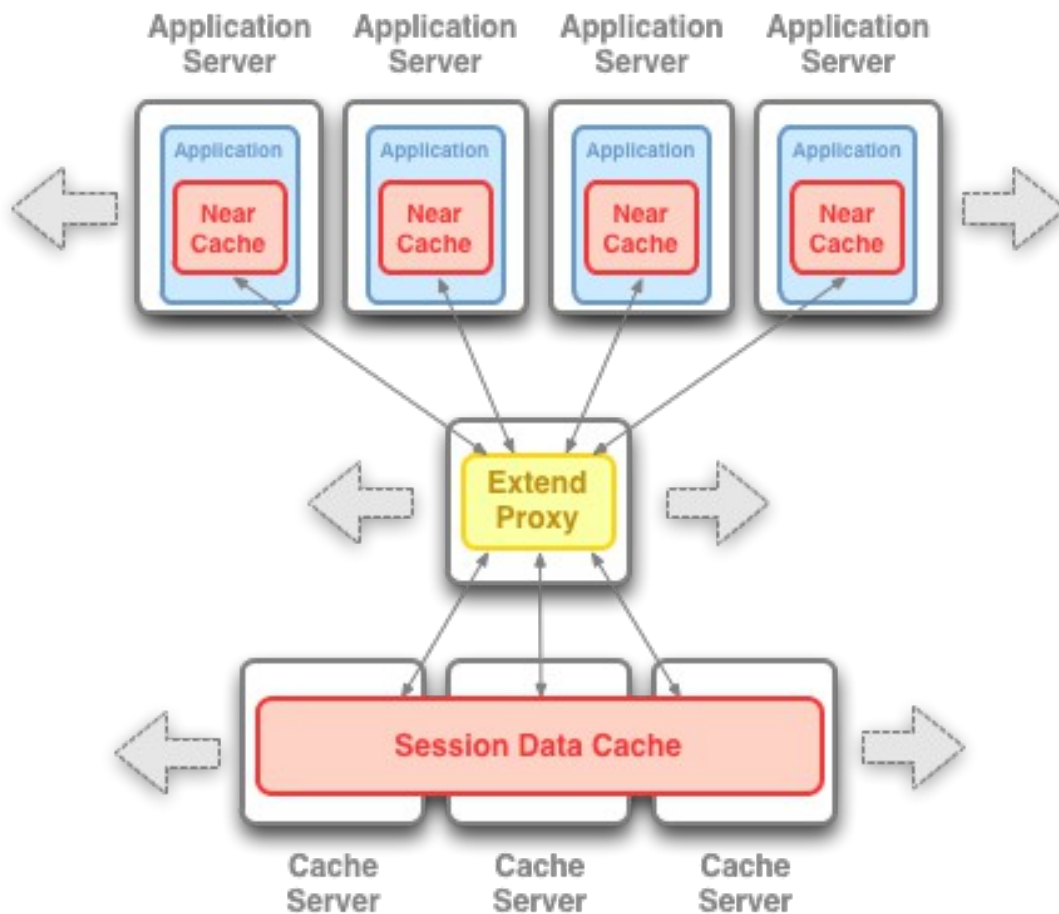 Application Server
Application Server
Application Server
Application Server
Application
Application
Application
Application
Near Cache
Near Cache
Near Cache
Near Cache
Extend
Proxy
Session Data Cache
Cache Server
Cache Server
Cache Server